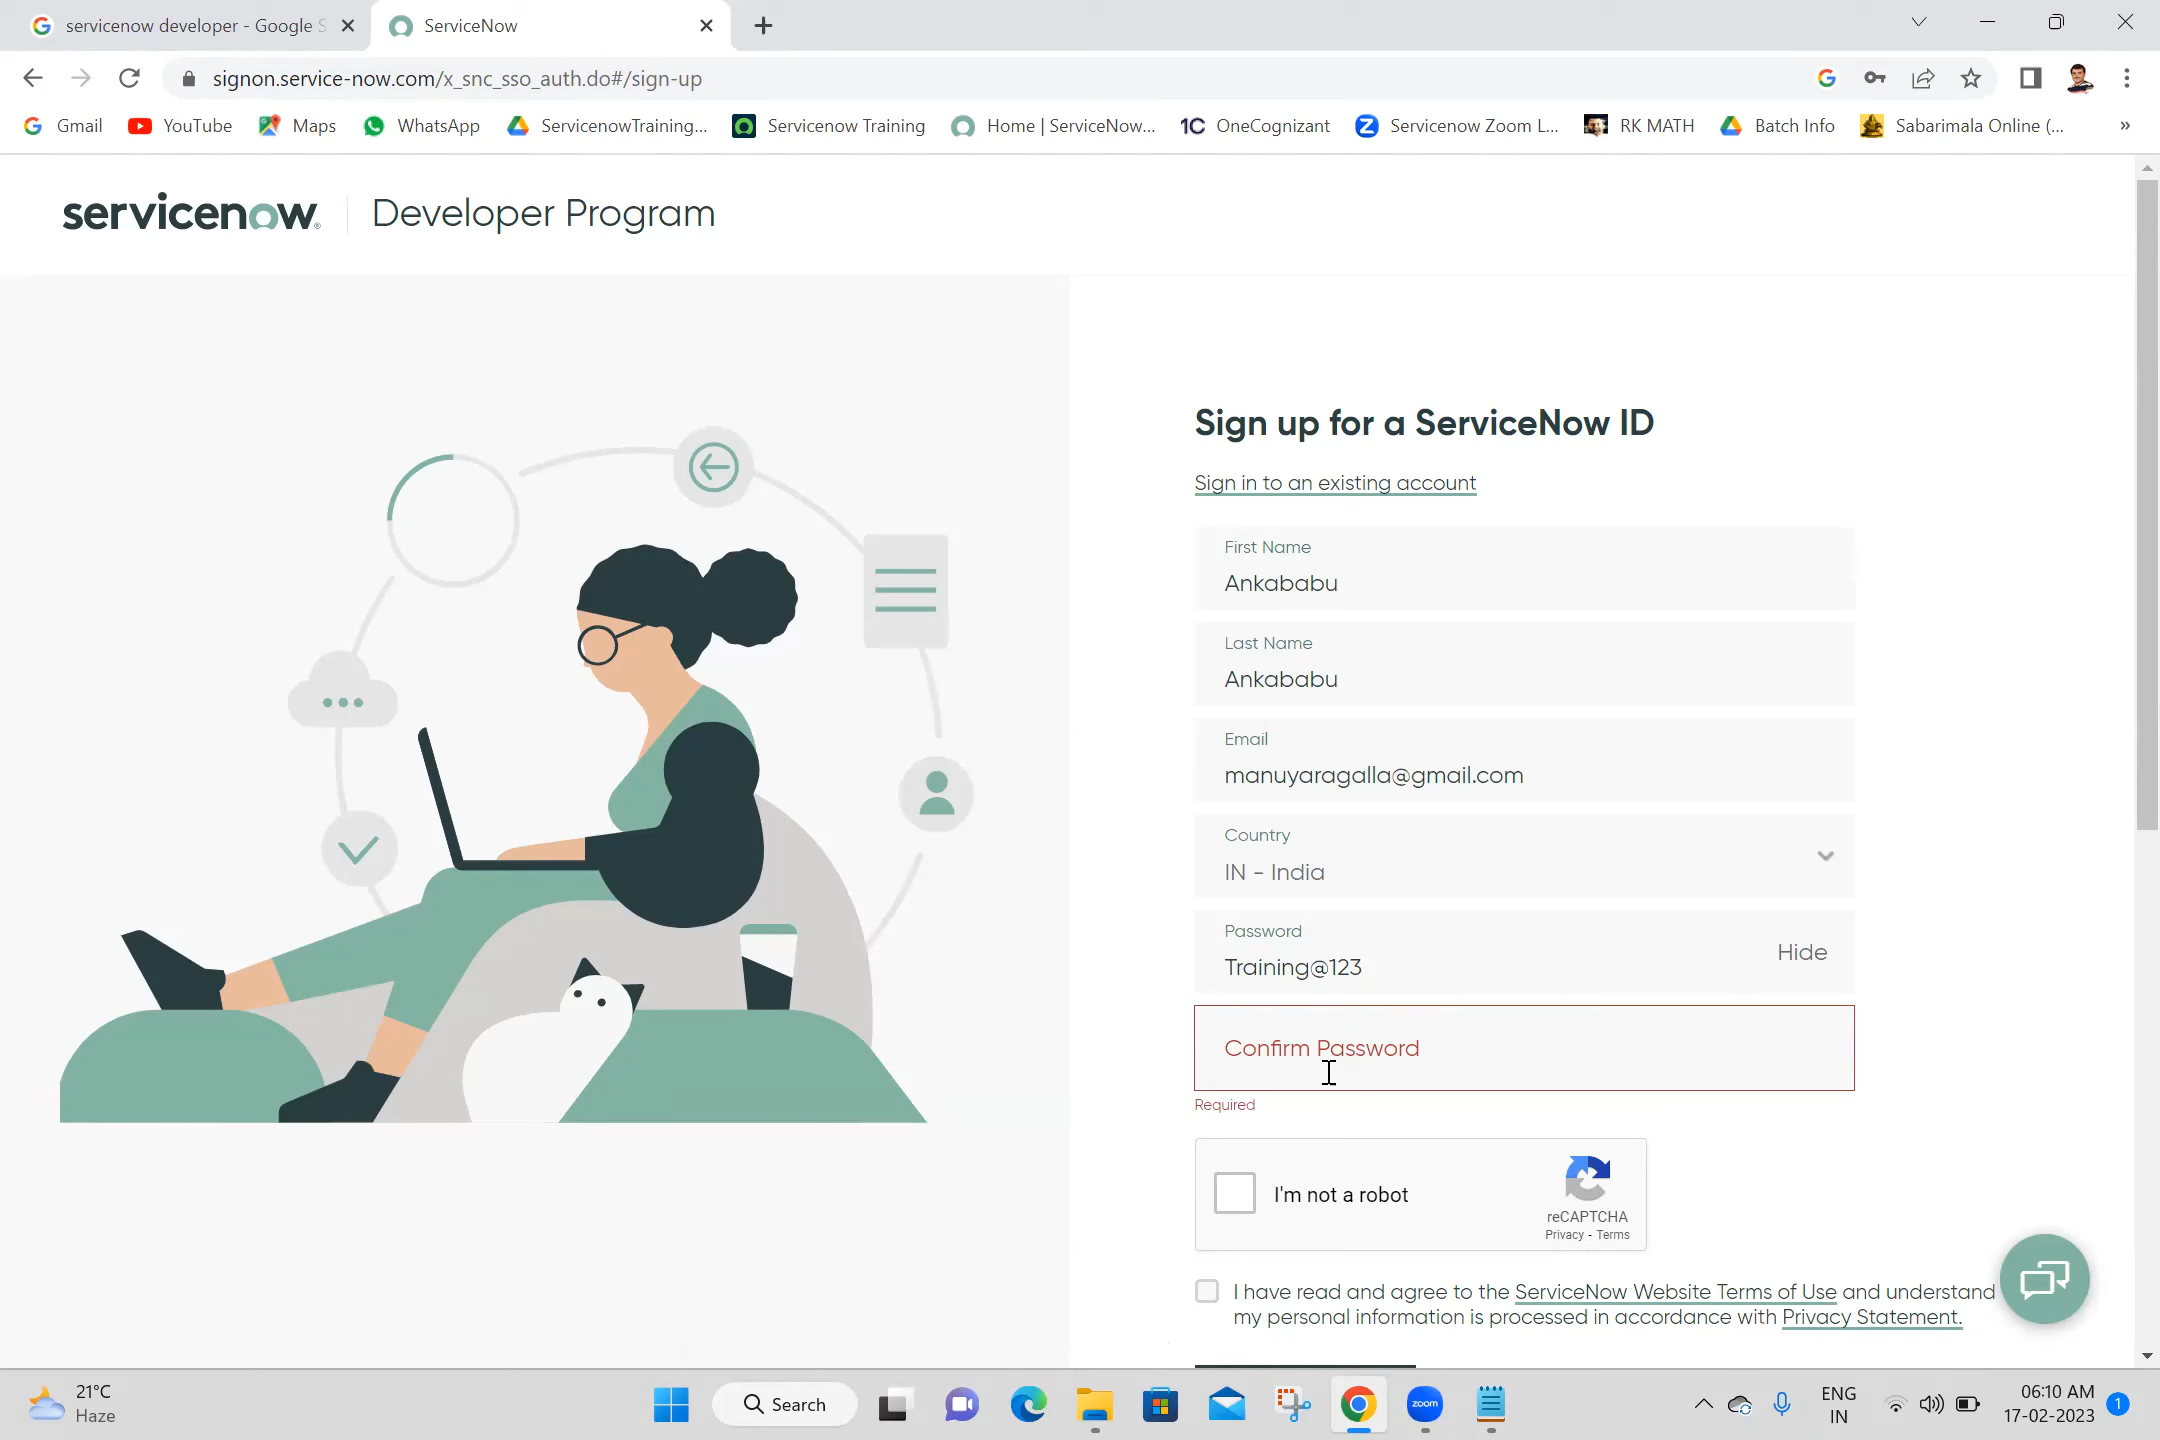 servicenow developer - Google S
ServiceNow
signon.service-now.com/x_snc_sso_auth.do#/sign-up
Gmail
YouTube
Maps
WhatsApp
ServicenowTraining...
Servicenow Training
Home | ServiceNow...
1C OneCognizant
Servicenow Zoom L...
RK MATH
Batch Info
Sabarimala Online (...
»
servicenow® Developer Program
Sign up for a ServiceNow ID
Sign in to an existing account
First Name
Ankababu
Last Name
Ankababu
Email
manuyaragalla@gmail.com
Country
IN - India
Password
Training@123
Hide
Confirm Password
Required
I'm not a robot
reCAPTCHA
Privacy - Terms
I have read and agree to the ServiceNow Website Terms of Use and understand
my personal information is processed in accordance with Privacy Statement.
21°C
Haze
Search
zoom
ENG
IN
06:10 AM
17-02-2023
1